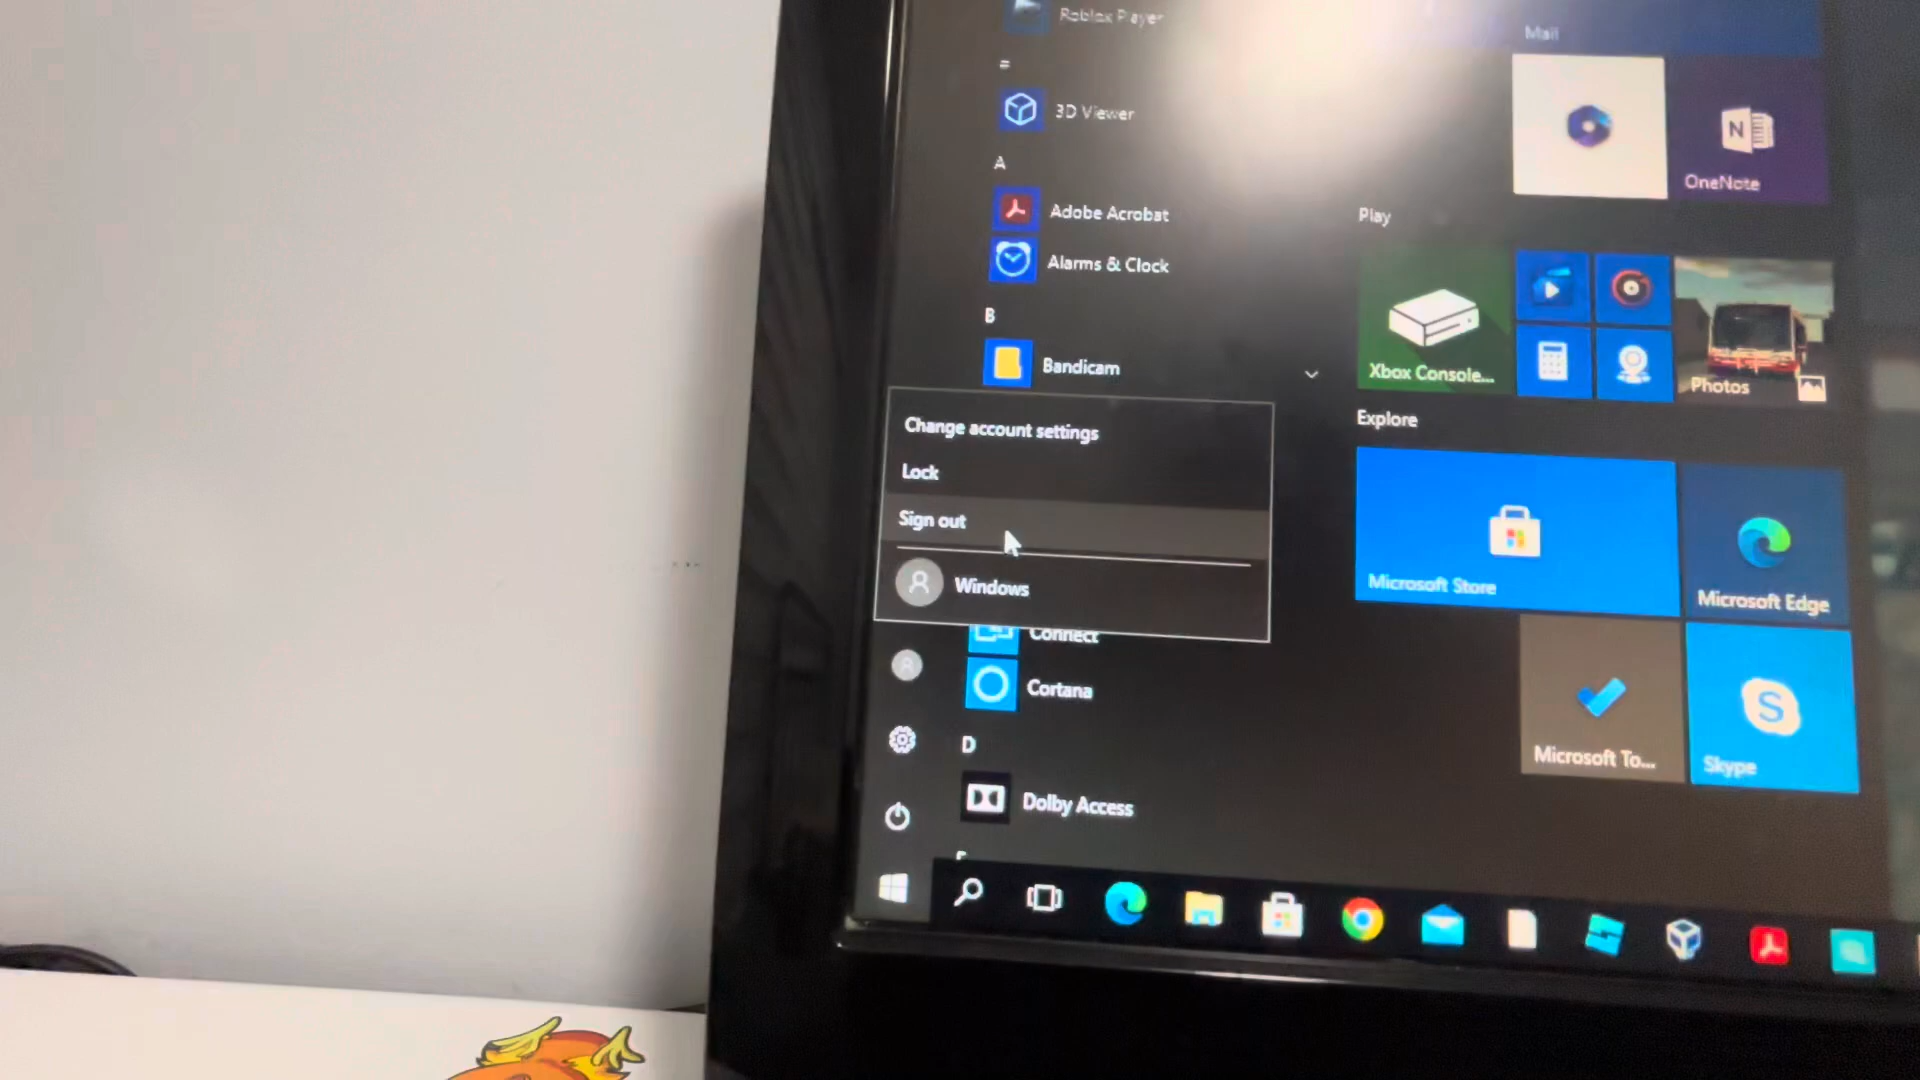 Roblox Player
#
3D Viewer
A
Adobe Acrobat
Alarms & Clock
B
Bandicam
Change account settings
Lock
Sign out
Windows
Connect
Cortana
D
Dolby Access
Mail
N
OneNote
Play
Xbox Console...
Photos
Explore
Microsoft Store
Microsoft Edge
Microsoft To...
S
Skype